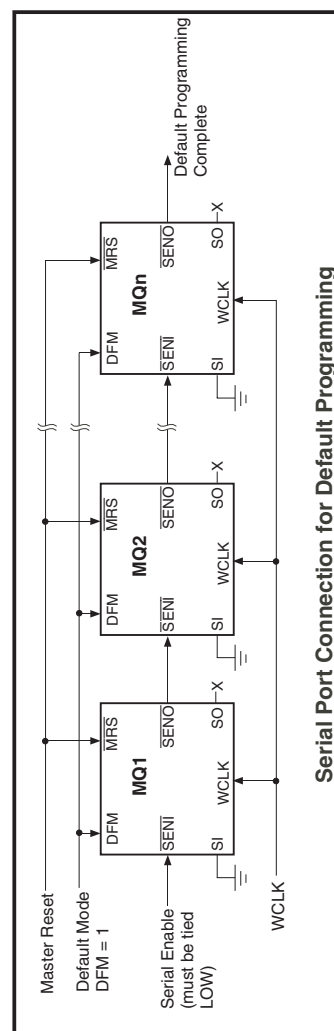 Master Reset
Default Mode
DFM = 1
DFM
MRS
MQ1
SENI
SENO
Serial Enable
(must be tied
LOW)
SI
WCLK
SO
X
DFM
MRS
MQ2
SENI
SENO
SI
WCLK
SO
X
DFM
MRS
MQn
SENI
SENO
Default Programming
Complete
SI
WCLK
SO
X
WCLK
Serial Port Connection for Default Programming